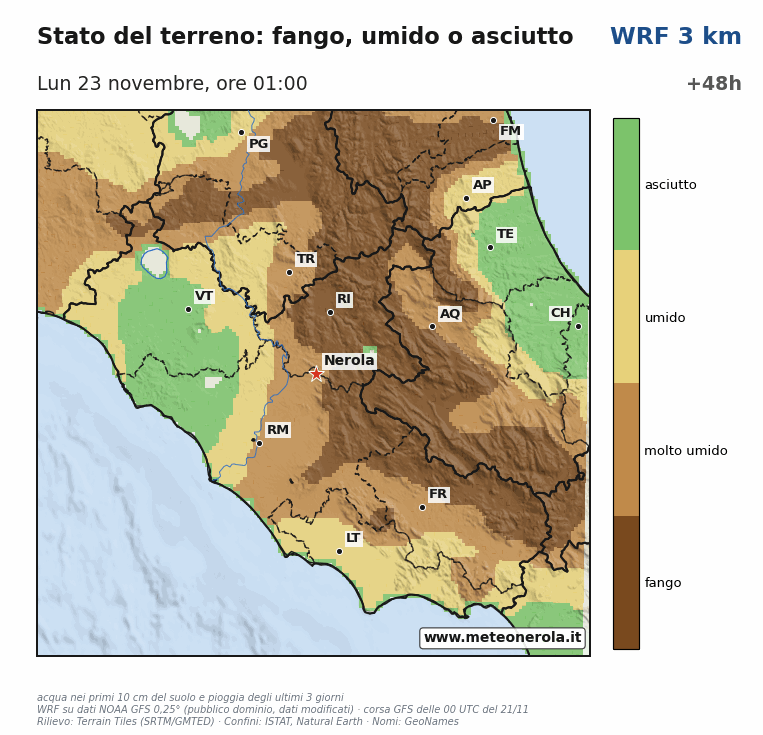 Stato del terreno: fango, umido o asciutto WRF 3 km
Lun 23 novembre, ore 01:00 +48h
PG
FM
AP
TE
TR
VT
RI
AQ
CH
Nerola
RM
FR
LT
www.meteonerola.it
asciutto
umido
molto umido
fango
acqua nei primi 10 cm del suolo e pioggia degli ultimi 3 giorni
WRF su dati NOAA GFS 0,25° (pubblico dominio, dati modificati) · corsa GFS delle 00 UTC del 21/11
Rilievo: Terrain Tiles (SRTM/GMTED) · Confini: ISTAT, Natural Earth · Nomi: GeoNames